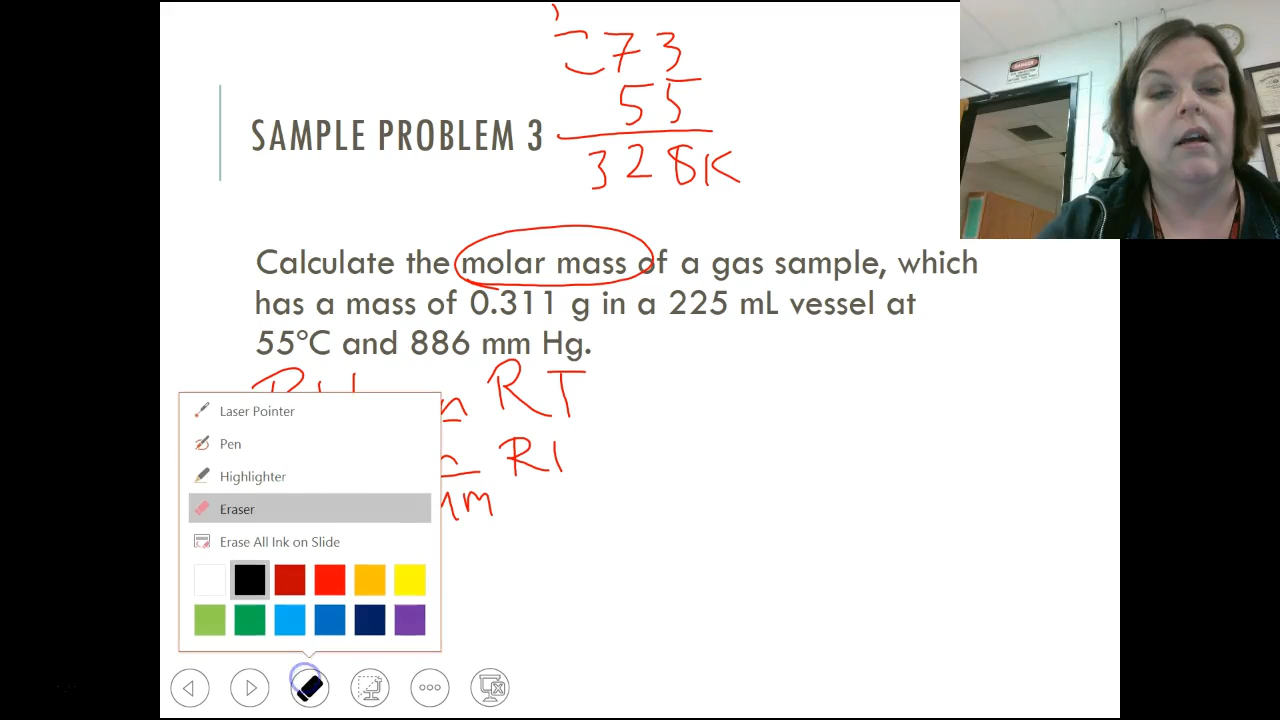 273
55
SAMPLE PROBLEM 3
328K
DANGER
Calculate the molar mass of a gas sample, which
has a mass of 0.311 g in a 225 mL vessel at
55°C and 886 mm Hg.
n RT
Laser Pointer
Pen
R
Highlighter
mm
Eraser
Erase All Ink on Slide